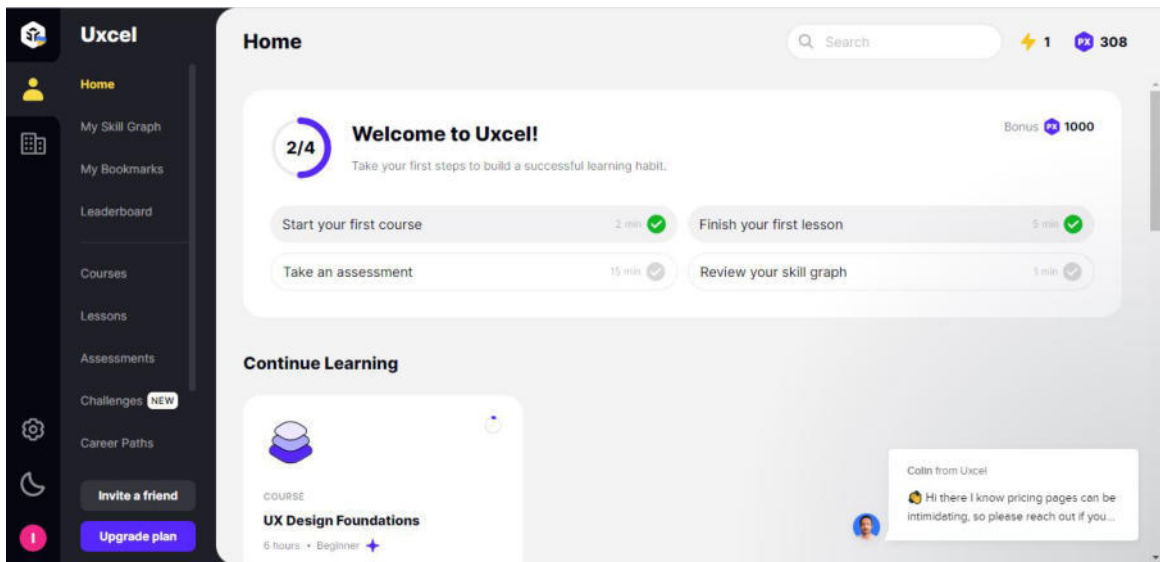 Uxcel
Home
My Skill Graph
My Bookmarks
Leaderboard
Courses
Lessons
Assessments
Challenges NEW
Career Paths
Invite a friend
I
Upgrade plan
Home
Search
1
PX 308
2/4
Welcome to Uxcel!
Bonus PX 1000
Take your first steps to build a successful learning habit.
Start your first course 2 min
Finish your first lesson 5 min
Take an assessment 15 min
Review your skill graph 1 min
Continue Learning
COURSE
UX Design Foundations
6 hours • Beginner
Colin from Uxcel
Hi there I know pricing pages can be
intimidating, so please reach out if you...